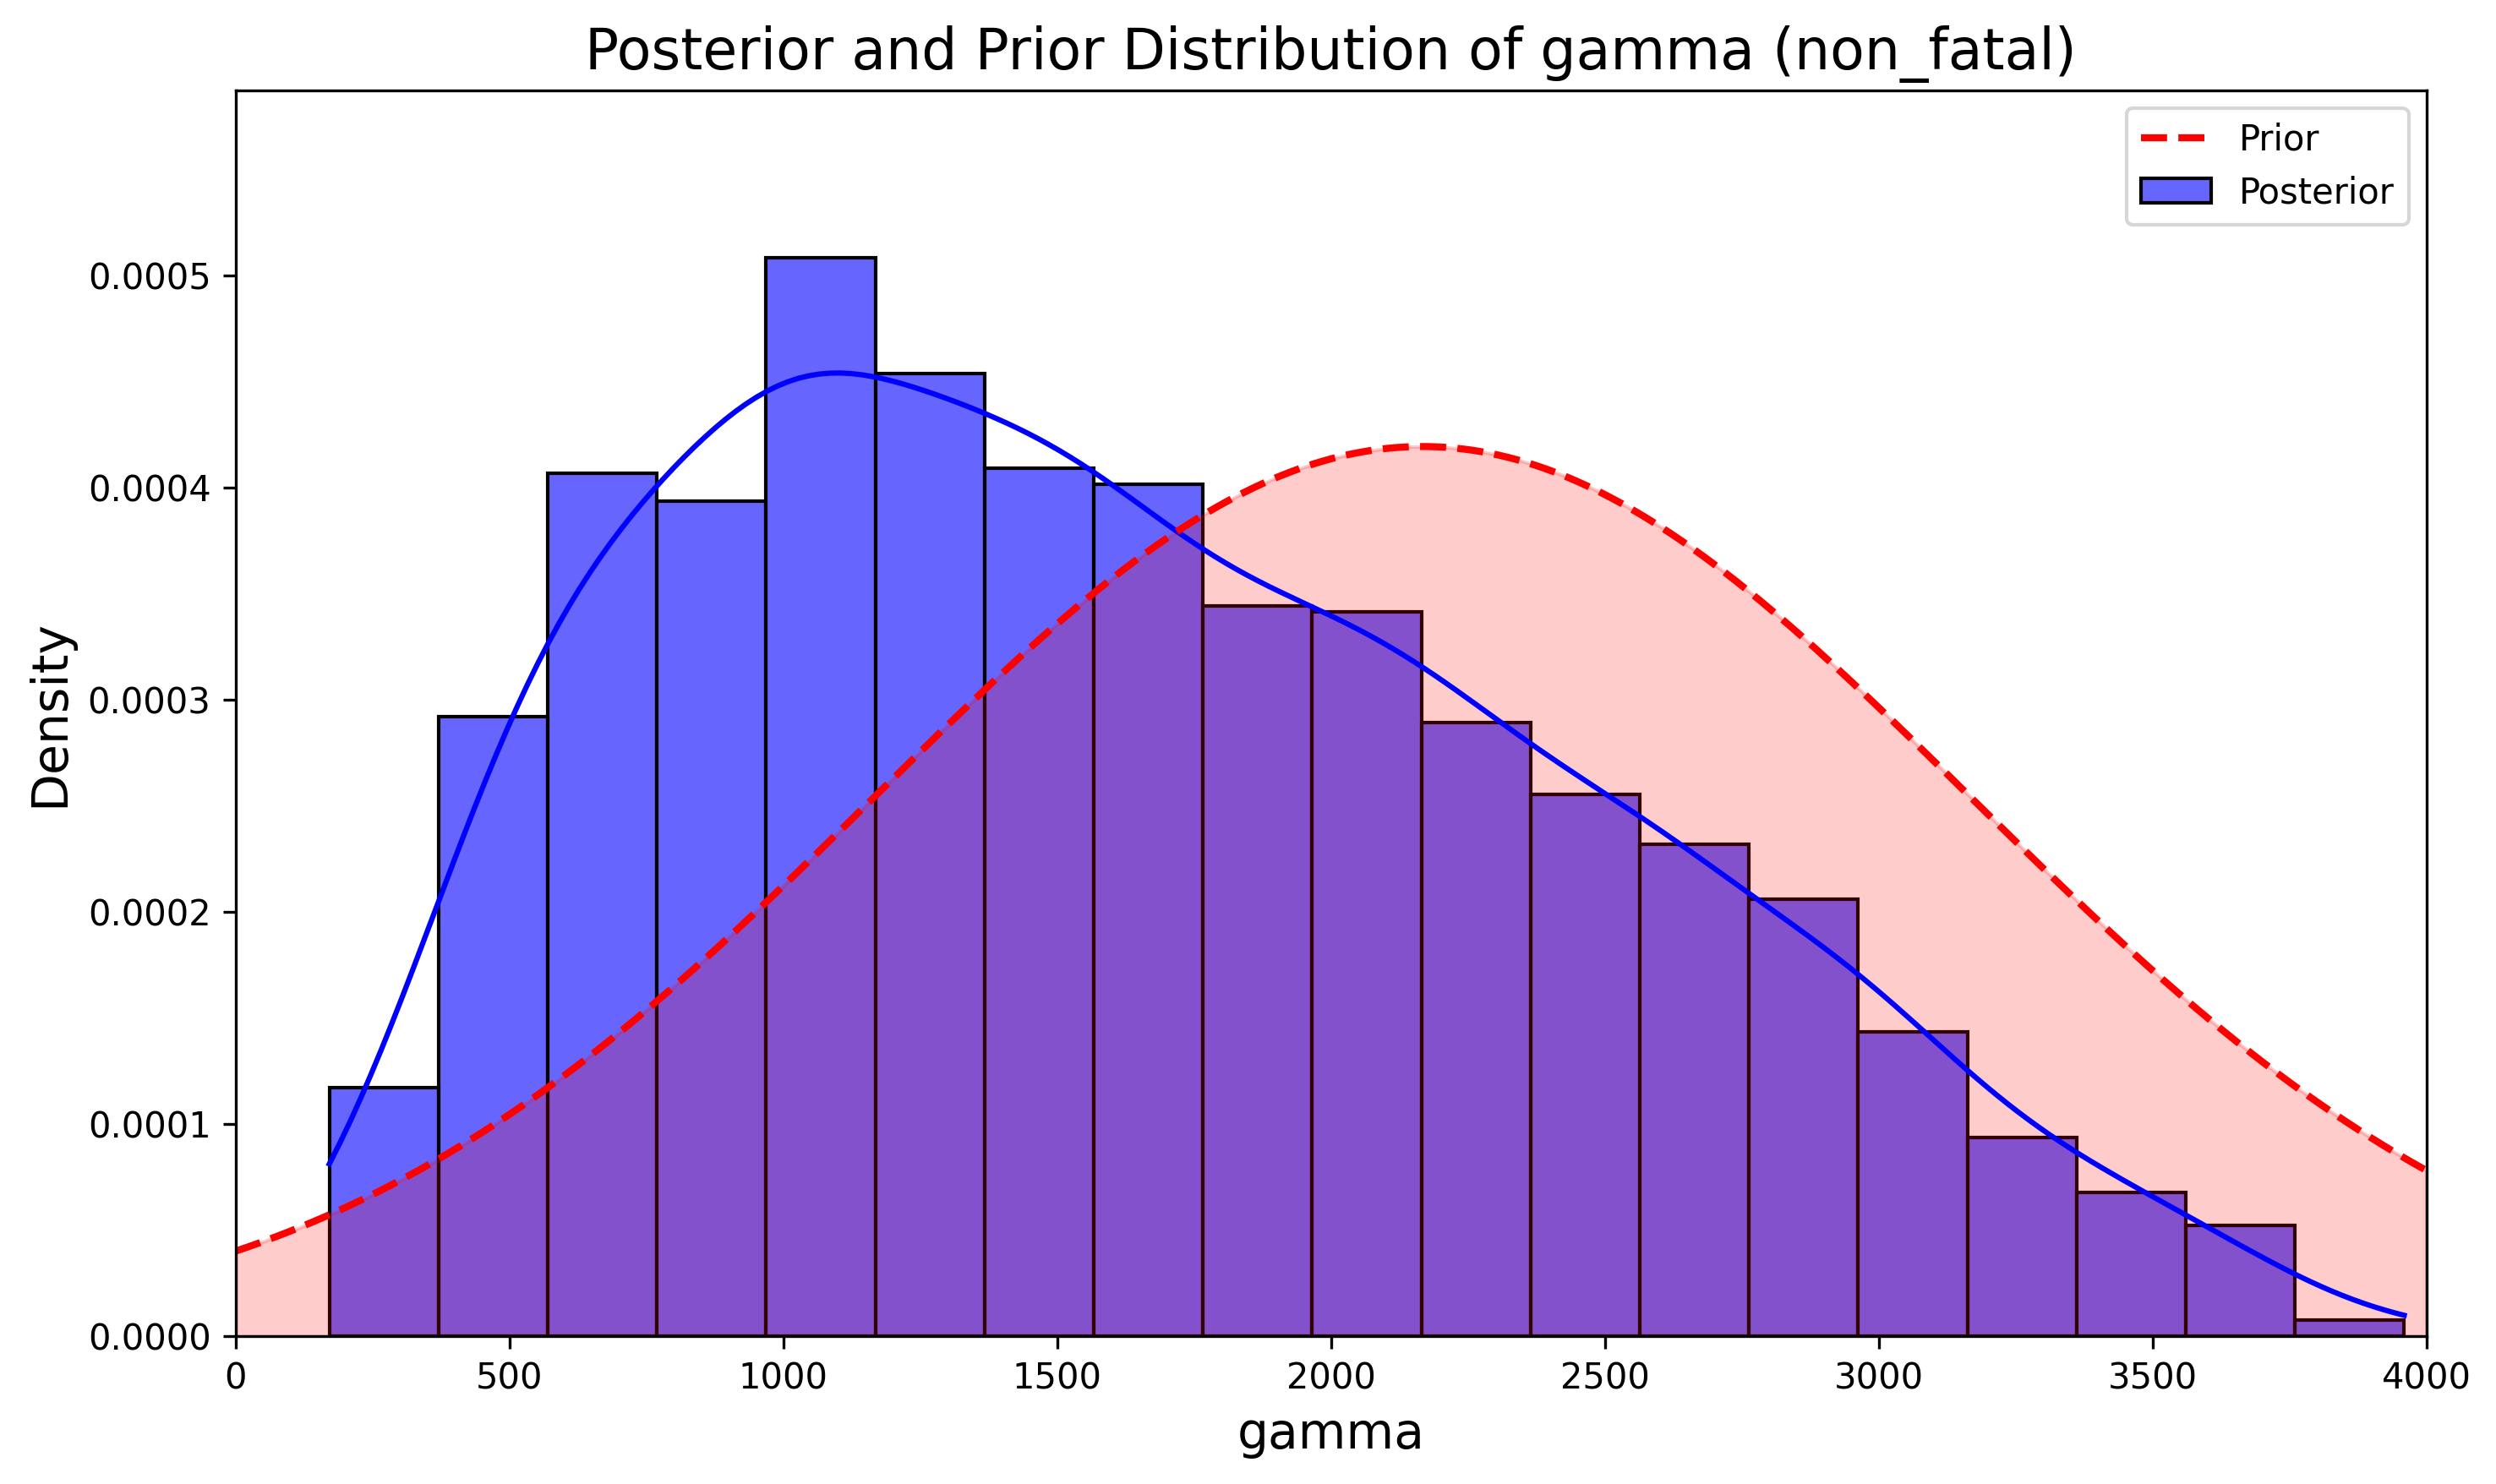 Posterior and Prior Distribution of gamma (non_fatal)
Prior
Posterior
Density
0.0005
0.0004
0.0003
0.0002
0.0001
0.0000
0 500 1000 1500 2000 2500 3000 3500 4000
gamma